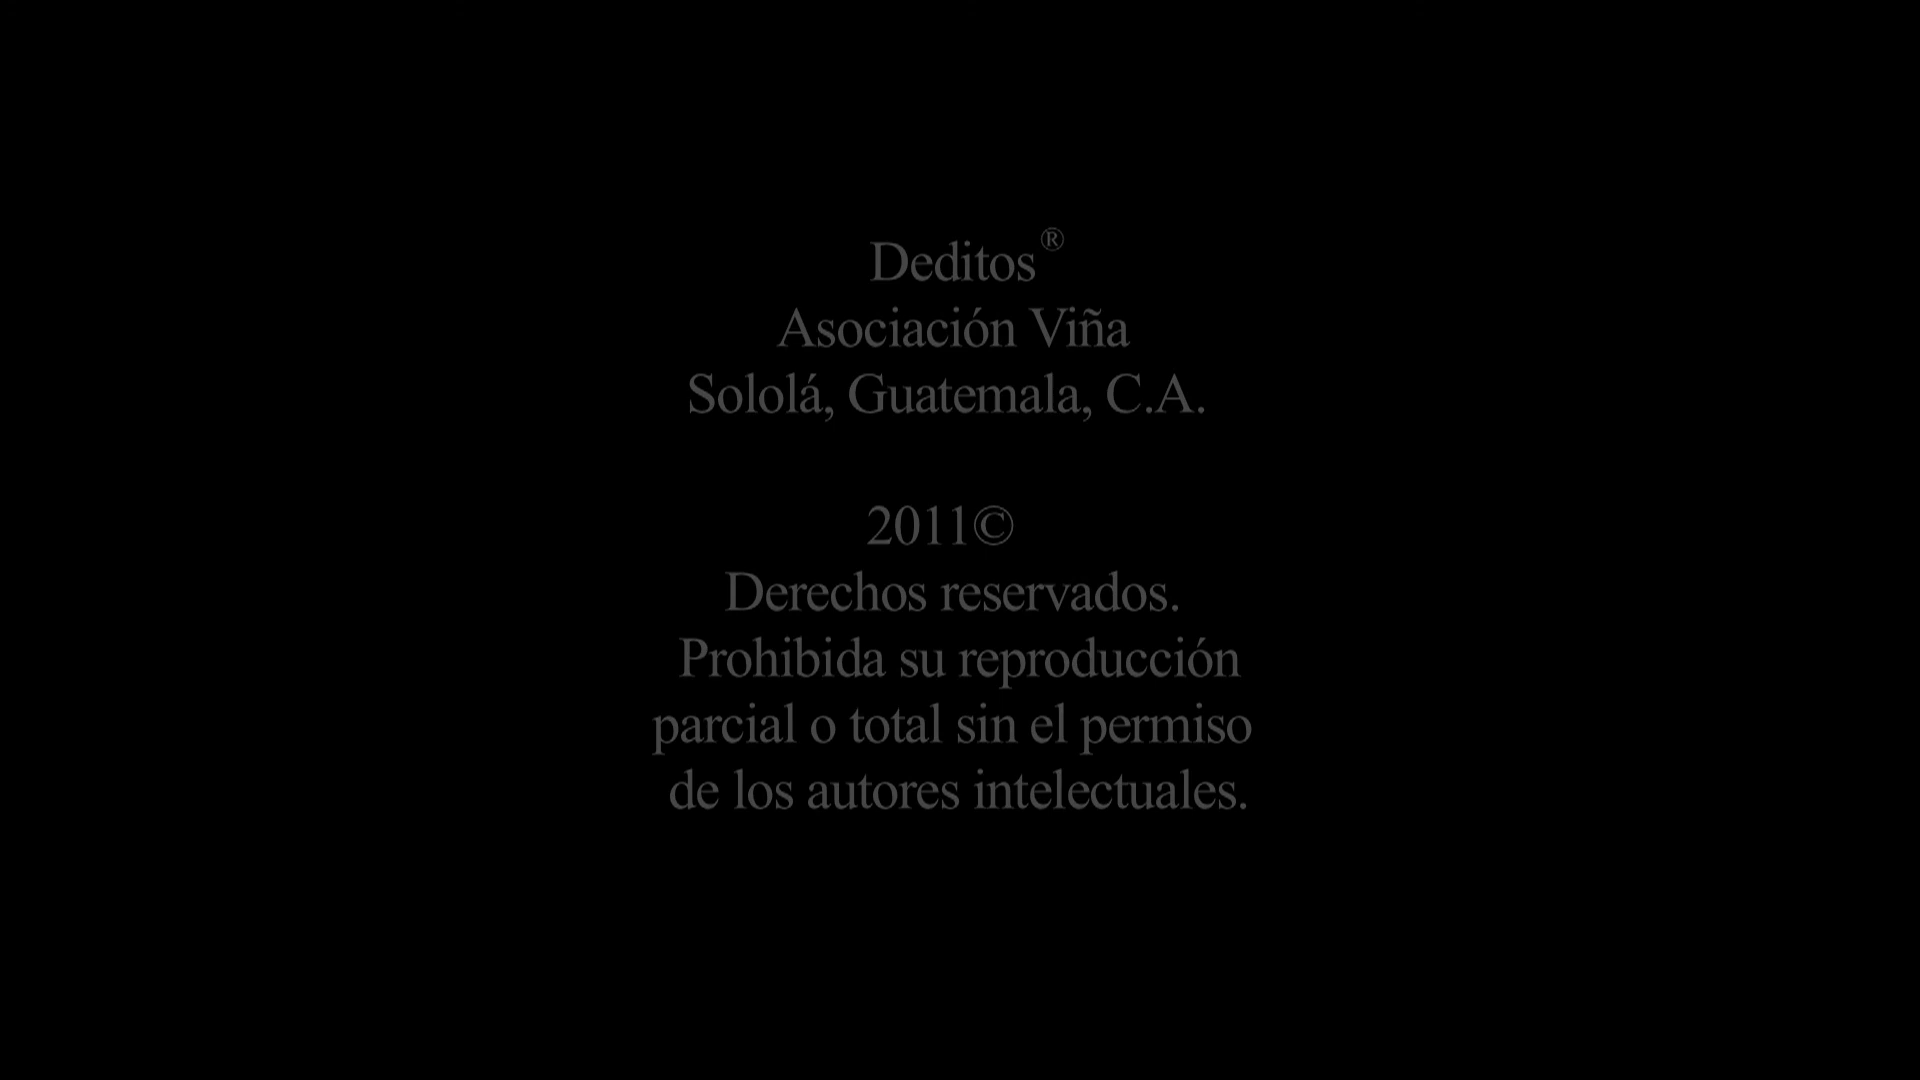 Deditos®
Asociación Viña
Sololá, Guatemala, C.A.
2011©
Derechos reservados.
Prohibida su reproducción
parcial o total sin el permiso
de los autores intelectuales.